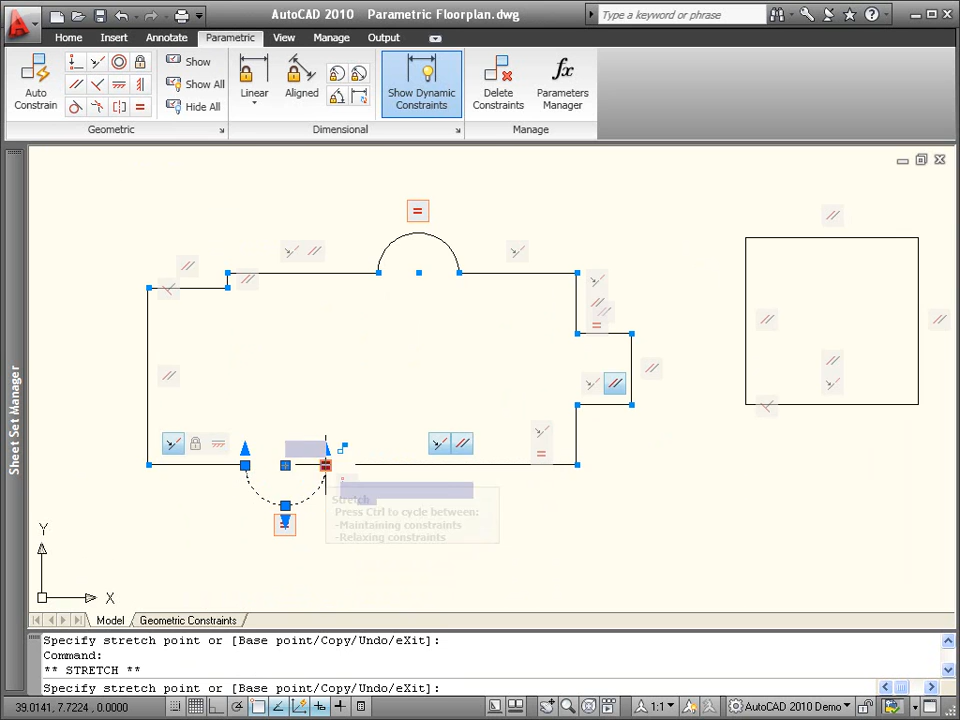 AutoCAD 2010 Parametric Floorplan.dwg
Type a keyword or phrase
Home Insert Annotate Parametric View Manage Output
Auto Constrain
Show
Show All
Hide All
Linear
Aligned
Show Dynamic Constraints
Delete Constraints
fx
Parameters Manager
Geometric
Dimensional
Manage
Sheet Set Manager
Stretch
Press Ctrl to cycle between:
-Maintaining constraints
-Relaxing constraints
Y
X
Model Geometric Constraints
Specify stretch point or [Base point/Copy/Undo/eXit]:
Command:
** STRETCH **
Specify stretch point or [Base point/Copy/Undo/eXit]:
39.0141, 7.7224, 0.0000
1:1
AutoCAD 2010 Demo